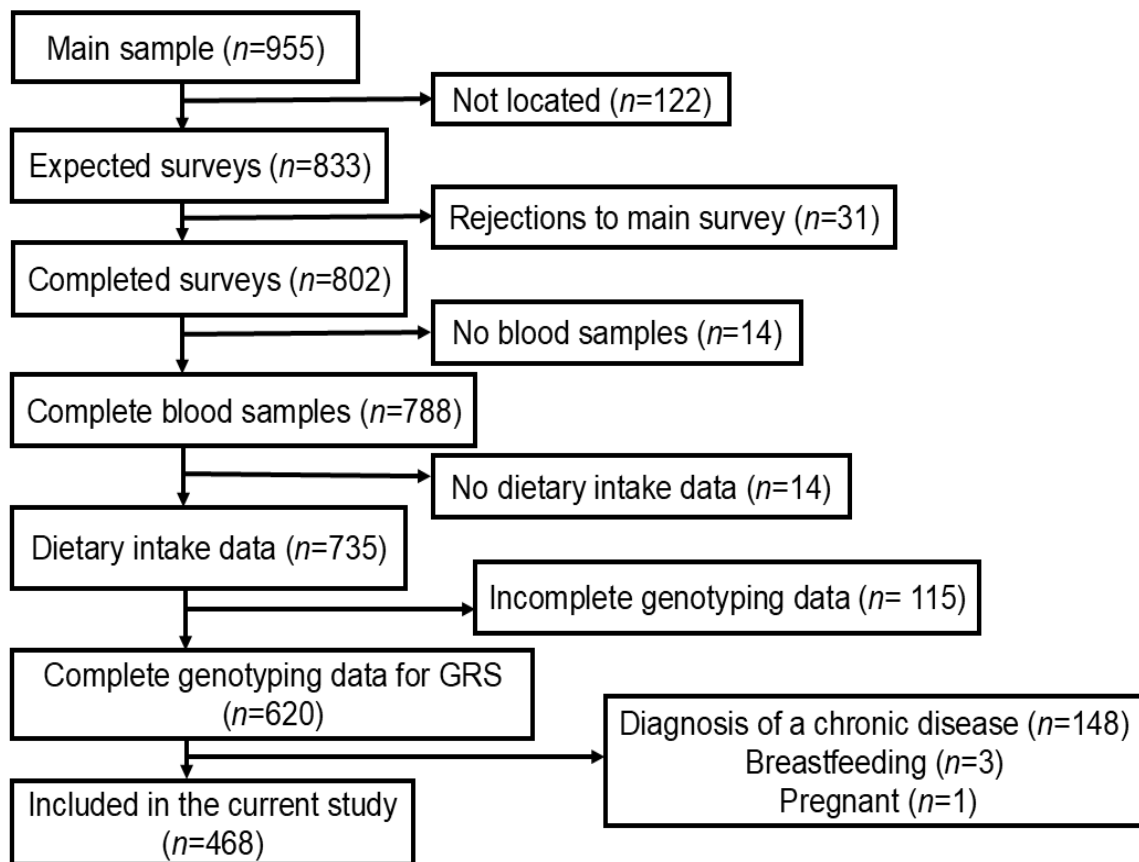 Main sample (n=955)
Not located (n=122)
Expected surveys (n=833)
Rejections to main survey (n=31)
Completed surveys (n=802)
No blood samples (n=14)
Complete blood samples (n=788)
No dietary intake data (n=14)
Dietary intake data (n=735)
Incomplete genotyping data (n= 115)
Complete genotyping data for GRS
(n=620)
Diagnosis of a chronic disease (n=148)
Breastfeeding (n=3)
Pregnant (n=1)
Included in the current study
(n=468)